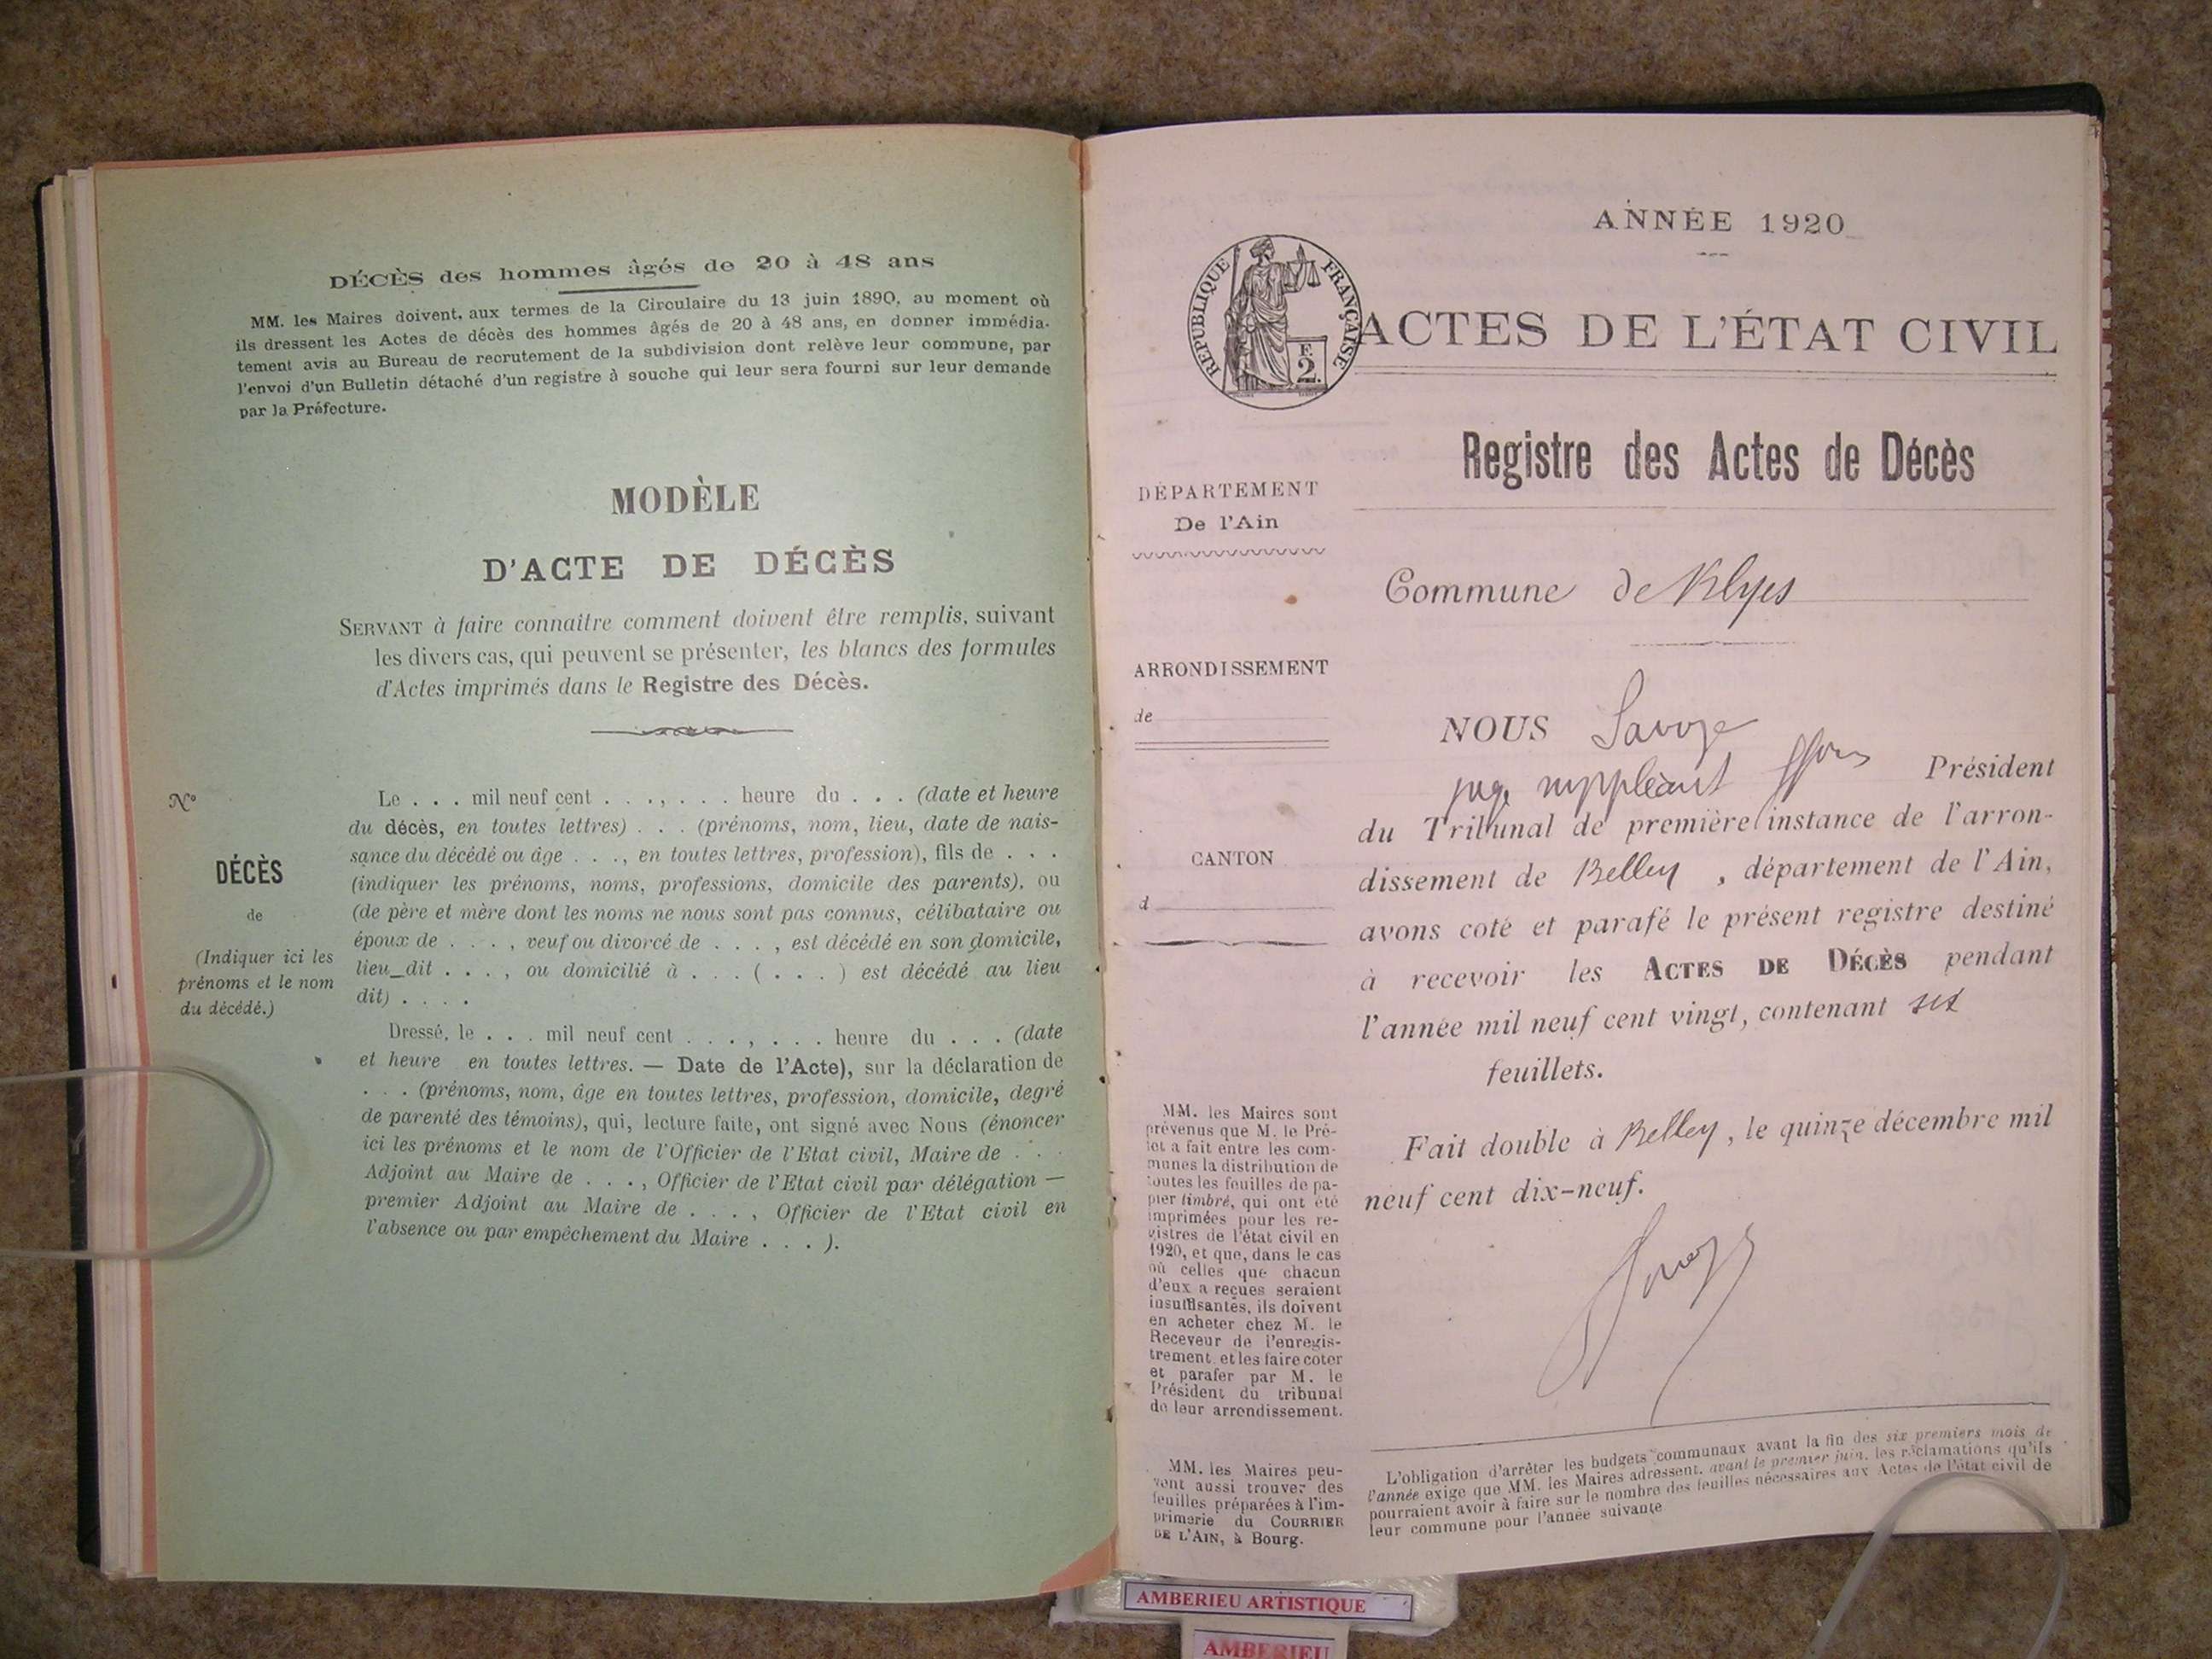 DÉCÈS des hommes âgés de 20 à 48 ans
MM. les Maires doivent, aux termes de la Circulaire du 13 juin 1890, au moment où
ils dressent les Actes de décès des hommes âgés de 20 à 48 ans, en donner immédia-
tement avis au Bureau de recrutement de la subdivision dont relève leur commune, par
l'envoi d'un Bulletin détaché d'un registre à souche qui leur sera fourni sur leur demande
par la Préfecture.
MODÈLE
D'ACTE DE DÉCÈS
SERVANT à faire connaître comment doivent être remplis, suivant
les divers cas, qui peuvent se présenter, les blancs des formules
d'Actes imprimés dans le Registre des Décès.
N°
DÉCÈS
de
(Indiquer ici les
prénoms et le nom
du décédé.)
Le . . . mil neuf cent . . . , . . . heure du . . . (date et heure
du décès, en toutes lettres) . . . (prénoms, nom, lieu, date de nais-
sance du décédé ou âge . . ., en toutes lettres, profession), fils de . . .
(indiquer les prénoms, noms, professions, domicile des parents), ou
(de père et mère dont les noms ne nous sont pas connus, célibataire ou
époux de . . . , veuf ou divorcé de . . . , est décédé en son domicile,
lieu_dit . . . , ou domicilié à . . . ( . . . ) est décédé au lieu
dit) . . . .
Dressé, le . . . mil neuf cent . . . , . . . heure du . . . (date
et heure en toutes lettres. — Date de l'Acte), sur la déclaration de
. . . (prénoms, nom, âge en toutes lettres, profession, domicile, degré
de parenté des témoins), qui, lecture faite, ont signé avec Nous (énoncer
ici les prénoms et le nom de l'Officier de l'Etat civil, Maire de . . .
Adjoint au Maire de . . . , Officier de l'Etat civil par délégation —
premier Adjoint au Maire de . . . , Officier de l'Etat civil en
l'absence ou par empêchement du Maire . . . ).
ANNÉE 1920
RÉPUBLIQUE FRANÇAISE
F.
2.
ACTES DE L'ÉTAT CIVIL
Registre des Actes de Décès
DÉPARTEMENT
De l'Ain
ARRONDISSEMENT
de
CANTON
d
Commune de Blyes
NOUS Savoye
juge suppléant ffons Président
du Tribunal de première instance de l'arron-
dissement de Belley , département de l'Ain,
avons coté et parafé le présent registre destiné
à recevoir les ACTES DE DÉCÈS pendant
l'année mil neuf cent vingt, contenant six
feuillets.
Fait double à Belley, le quinze décembre mil
neuf cent dix-neuf.
MM. les Maires sont
prévenus que M. le Pré-
fet a fait entre les com-
munes la distribution de
toutes les feuilles de pa-
pier timbré, qui ont été
imprimées pour les re-
gistres de l'état civil en
1920, et que, dans le cas
où celles que chacun
d'eux a reçues seraient
insuffisantes, ils doivent
en acheter chez M. le
Receveur de l'enregis-
trement, et les faire coter
et parafer par M. le
Président du tribunal
de leur arrondissement.
MM. les Maires peu-
vent aussi trouver des
feuilles préparées à l'im-
primerie du COURRIER
DE L'AIN, à Bourg.
L'obligation d'arrêter les budgets communaux avant la fin des six premiers mois de
l'année exige que MM. les Maires adressent, avant le premier juin, les réclamations qu'ils
pourraient avoir à faire sur le nombre des feuilles nécessaires aux Actes de l'état civil de
leur commune pour l'année suivante
AMBERIEU ARTISTIQUE
AMBERIEU